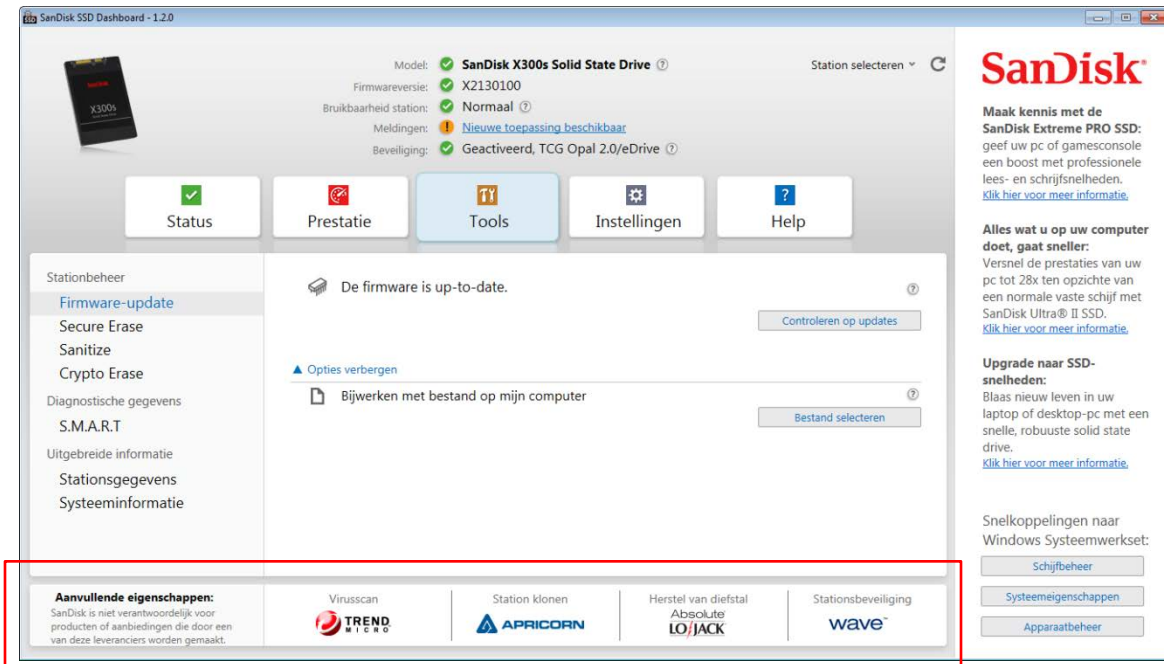 SanDisk SSD Dashboard - 1.2.0
SanDisk
X300s
Model: SanDisk X300s Solid State Drive ?
Station selecteren
Firmwareversie: X2130100
Bruikbaarheid station: Normaal ?
Meldingen: ! Nieuwe toepassing beschikbaar
Beveiliging: Geactiveerd, TCG Opal 2.0/eDrive ?
Status
Prestatie
Tools
Instellingen
?
Help
Stationbeheer
Firmware-update
Secure Erase
Sanitize
Crypto Erase
Diagnostische gegevens
S.M.A.R.T
Uitgebreide informatie
Stationsgegevens
Systeeminformatie
De firmware is up-to-date.
?
Controleren op updates
Opties verbergen
Bijwerken met bestand op mijn computer
?
Bestand selecteren
Aanvullende eigenschappen:
SanDisk is niet verantwoordelijk voor
producten of aanbiedingen die door een
van deze leveranciers worden gemaakt.
Virusscan
TREND
MICRO
Station klonen
APRICORN
Herstel van diefstal
Absolute
LO/JACK
Stationsbeveiliging
wave
SanDisk
Maak kennis met de
SanDisk Extreme PRO SSD:
geef uw pc of gamesconsole
een boost met professionele
lees- en schrijfsnelheden.
Klik hier voor meer informatie.
Alles wat u op uw computer
doet, gaat sneller:
Versnel de prestaties van uw
pc tot 28x ten opzichte van
een normale vaste schijf met
SanDisk Ultra® II SSD.
Klik hier voor meer informatie.
Upgrade naar SSD-
snelheden:
Blaas nieuw leven in uw
laptop of desktop-pc met een
snelle, robuuste solid state
drive.
Klik hier voor meer informatie.
Snelkoppelingen naar
Windows Systeemwerkset:
Schijfbeheer
Systeemeigenschappen
Apparaatbeheer